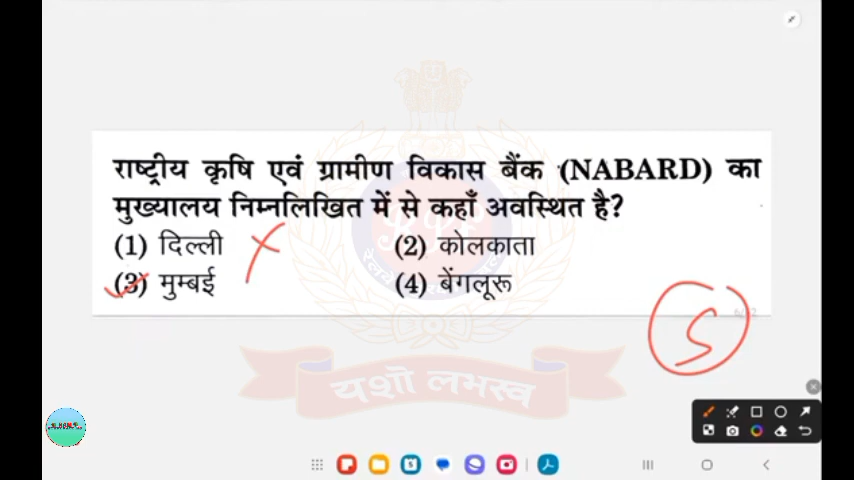 राष्ट्रीय कृषि एवं ग्रामीण विकास बैंक (NABARD) का
मुख्यालय निम्नलिखित में से कहाँ अवस्थित है?
(1) दिल्ली
(2) कोलकाता
(3) मुम्बई
(4) बेंगलूरू
S
यशो लभस्व